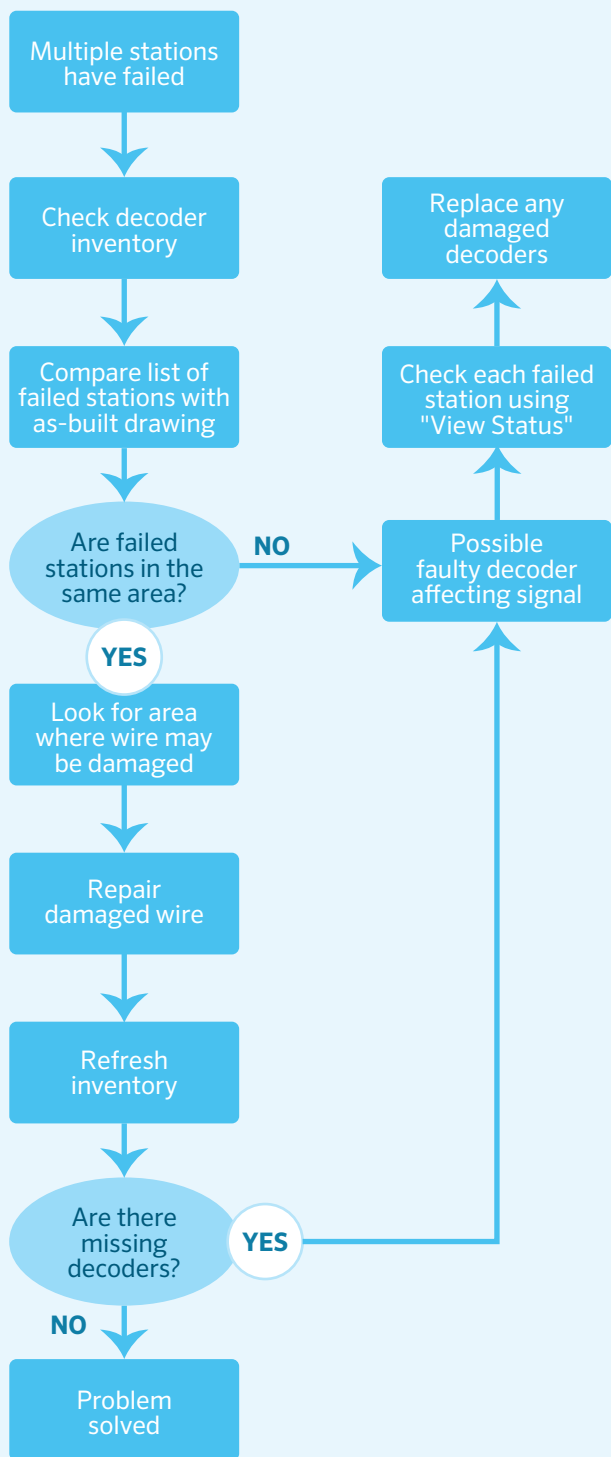 Multiple stations
have failed
Check decoder
inventory
Compare list of
failed stations with
as-built drawing
Are failed
stations in the
same area?
NO
YES
Look for area
where wire may
be damaged
Repair
damaged wire
Refresh
inventory
Are there
missing
decoders?
YES
NO
Problem
solved
Replace any
damaged
decoders
Check each failed
station using
"View Status"
Possible
faulty decoder
affecting signal